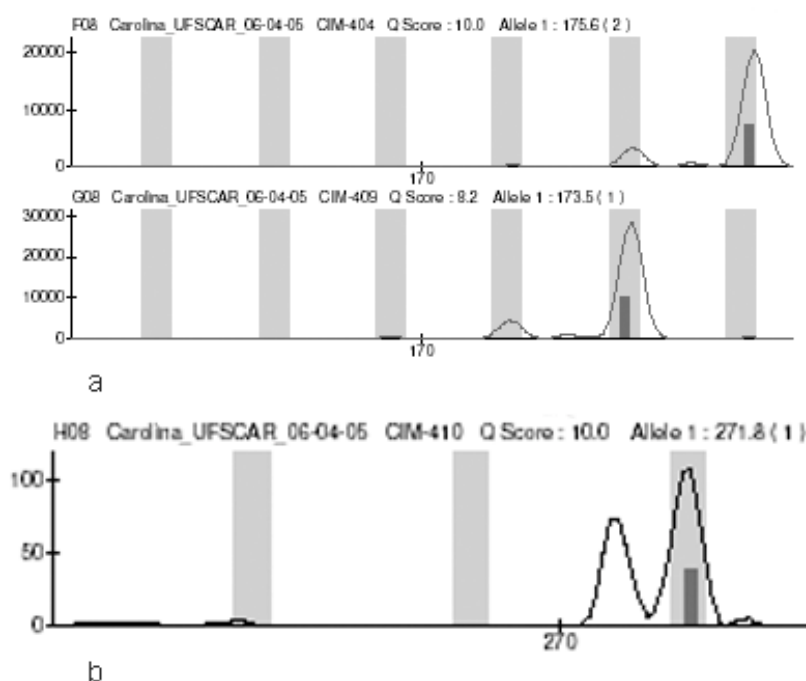 F08 Carolina_UFSCAR_06-04-05 CIM-404 Q Score : 10.0 Allele 1 : 175.6 ( 2 )
20000
10000
0
170
G08 Carolina_UFSCAR_06-04-05 CIM-409 Q Score : 9.2 Allele 1 : 173.5 ( 1 )
30000
20000
10000
0
170
a
H08 Carolina_UFSCAR_06-04-05 CIM-410 Q Score : 10.0 Allele 1 : 271.8 ( 1 )
100
50
0
270
b